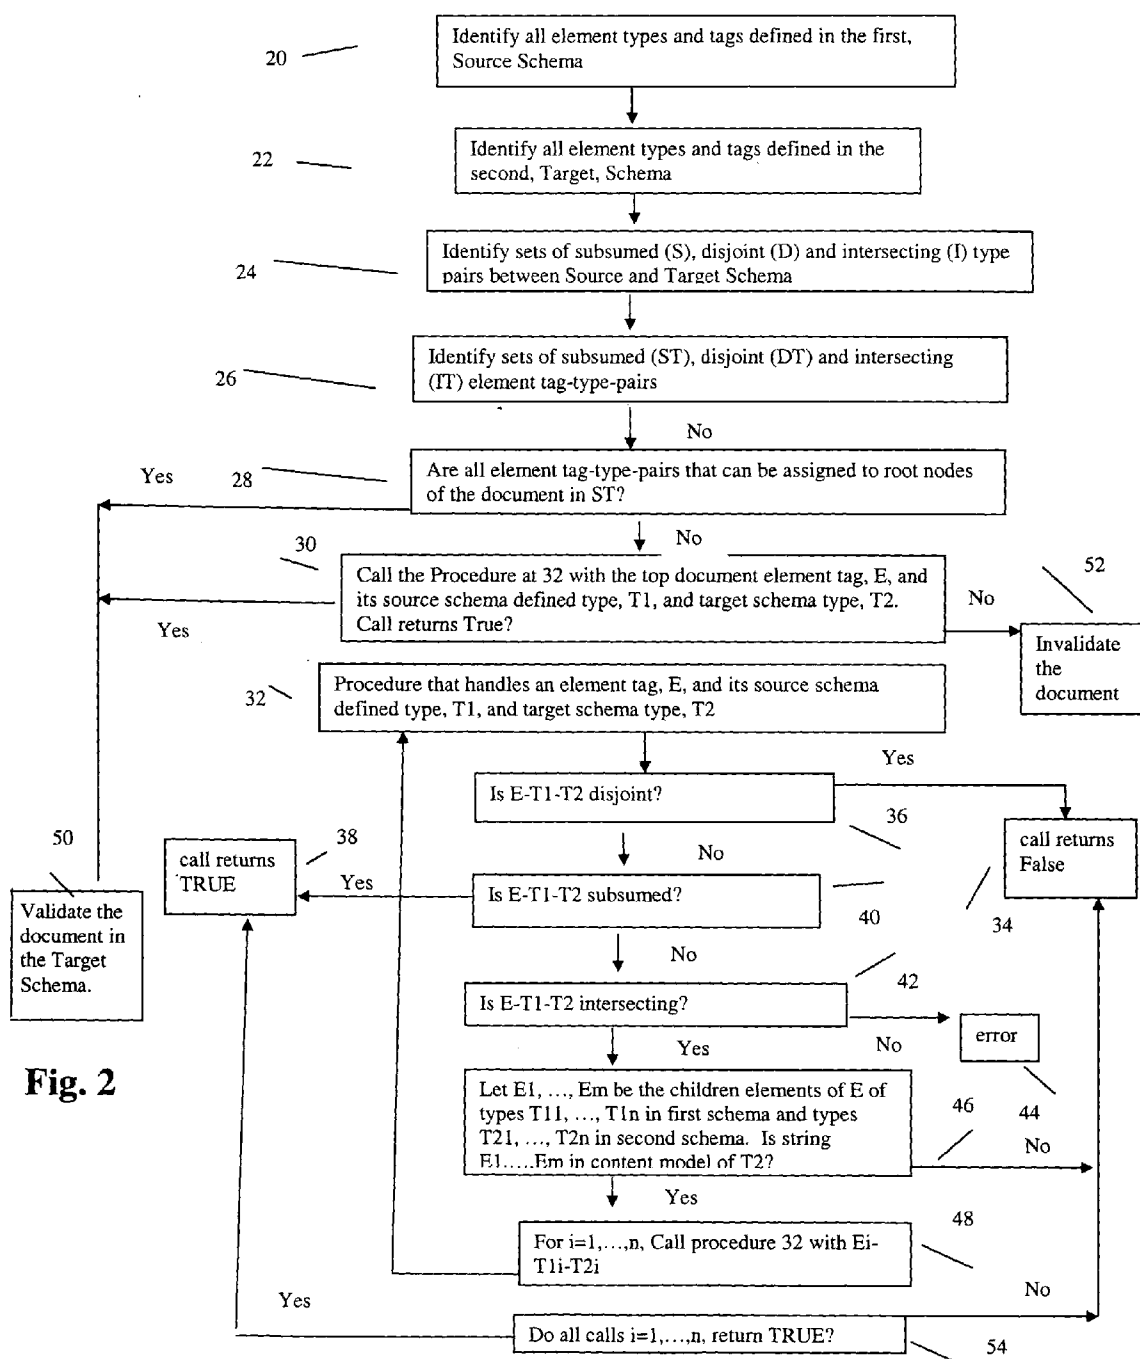 20
Identify all element types and tags defined in the first,
Source Schema
22
Identify all element types and tags defined in the
second, Target, Schema
24
Identify sets of subsumed (S), disjoint (D) and intersecting (I) type
pairs between Source and Target Schema
26
Identify sets of subsumed (ST), disjoint (DT) and intersecting
(IT) element tag-type-pairs
No
Yes
28
Are all element tag-type-pairs that can be assigned to root nodes
of the document in ST?
No
30
Call the Procedure at 32 with the top document element tag, E, and
its source schema defined type, T1, and target schema type, T2.
Call returns True?
52
No
Yes
Invalidate
the
document
32
Procedure that handles an element tag, E, and its source schema
defined type, T1, and target schema type, T2
Yes
Is E-T1-T2 disjoint?
36
50
38
call returns
TRUE
No
call returns
False
Yes
Is E-T1-T2 subsumed?
40
34
Validate the
document in
the Target
Schema.
No
42
Is E-T1-T2 intersecting?
Yes
No
error
Fig. 2
Let E1, …, Em be the children elements of E of
types T11, …, T1n in first schema and types
T21, …, T2n in second schema. Is string
E1,…,Em in content model of T2?
46
44
No
Yes
48
For i=1,…,n, Call procedure 32 with Ei-
T1i-T2i
No
Yes
Do all calls i=1,…,n, return TRUE?
54